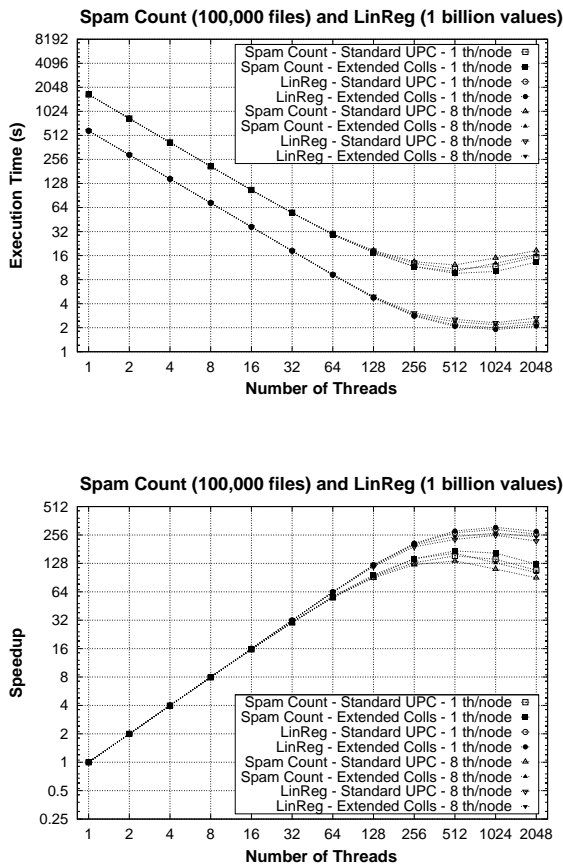 Spam Count (100,000 files) and LinReg (1 billion values)
8192
4096
2048
1024
512
256
128
64
32
16
8
4
2
1
Execution Time (s)
Spam Count - Standard UPC - 1 th/node
Spam Count - Extended Colls - 1 th/node
LinReg - Standard UPC - 1 th/node
LinReg - Extended Colls - 1 th/node
Spam Count - Standard UPC - 8 th/node
Spam Count - Extended Colls - 8 th/node
LinReg - Standard UPC - 8 th/node
LinReg - Extended Colls - 8 th/node
1 2 4 8 16 32 64 128 256 512 1024 2048
Number of Threads
Spam Count (100,000 files) and LinReg (1 billion values)
512
256
128
64
32
16
8
4
2
1
0.5
0.25
Speedup
Spam Count - Standard UPC - 1 th/node
Spam Count - Extended Colls - 1 th/node
LinReg - Standard UPC - 1 th/node
LinReg - Extended Colls - 1 th/node
Spam Count - Standard UPC - 8 th/node
Spam Count - Extended Colls - 8 th/node
LinReg - Standard UPC - 8 th/node
LinReg - Extended Colls - 8 th/node
1 2 4 8 16 32 64 128 256 512 1024 2048
Number of Threads